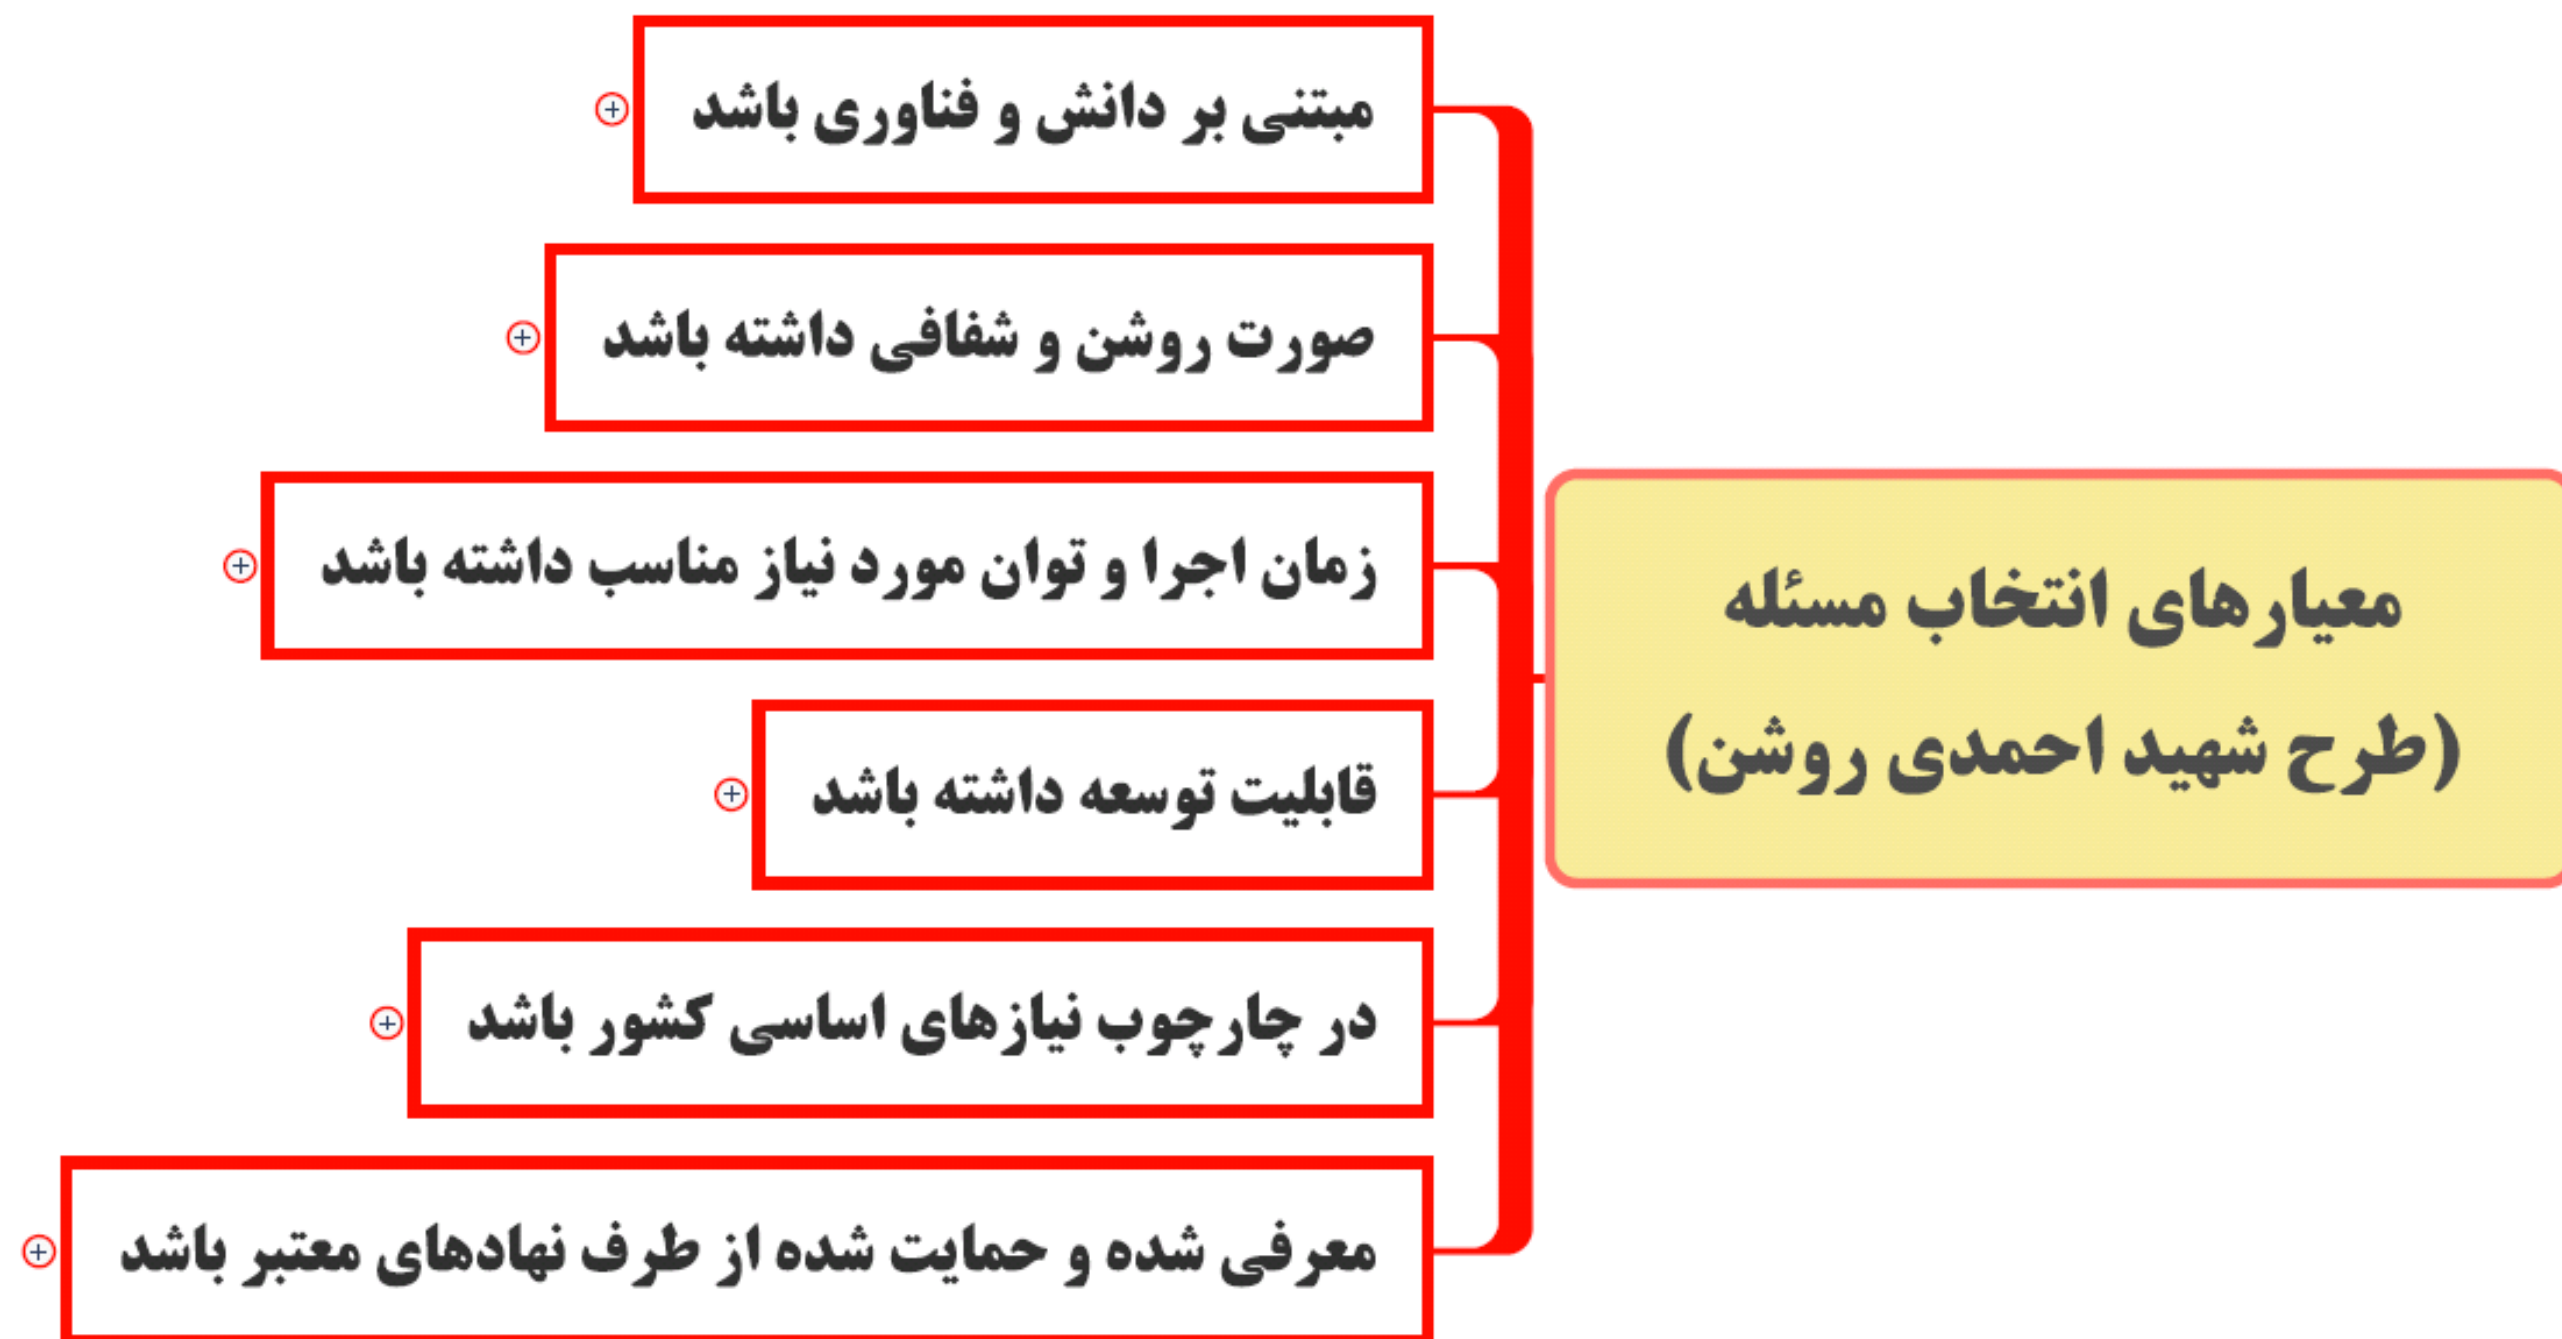 معیارهای انتخاب مسئله
(طرح شهید احمدی روشن)
مبتنی بر دانش و فناوری باشد
صورت روشن و شفافی داشته باشد
زمان اجرا و توان مورد نیاز مناسب داشته باشد
قابلیت توسعه داشته باشد
در چارچوب نیازهای اساسی کشور باشد
معرفی شده و حمایت شده از طرف نهادهای معتبر باشد